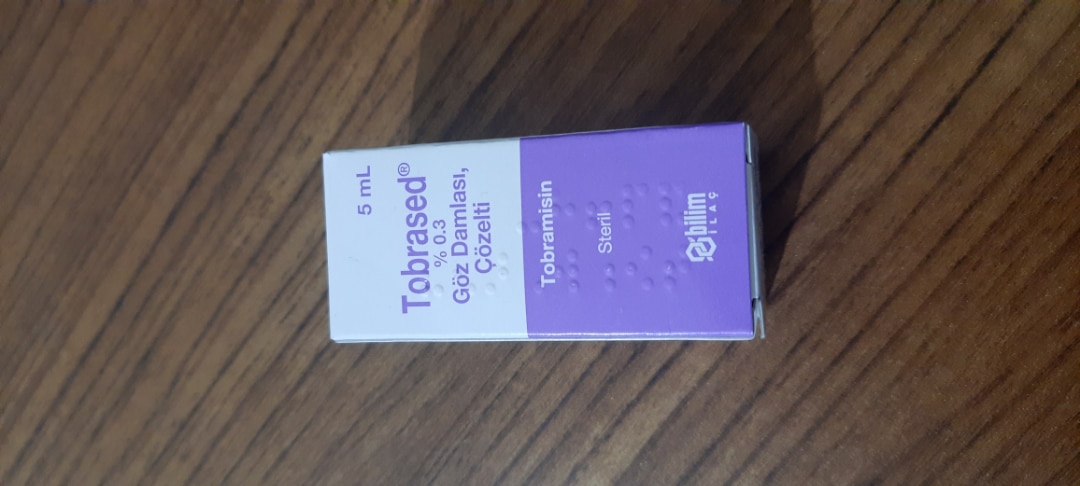 5 mL
Tobrased®
% 0.3
Göz Damlası,
Çözelti
Tobramisin
Steril
bilim
İLAÇ